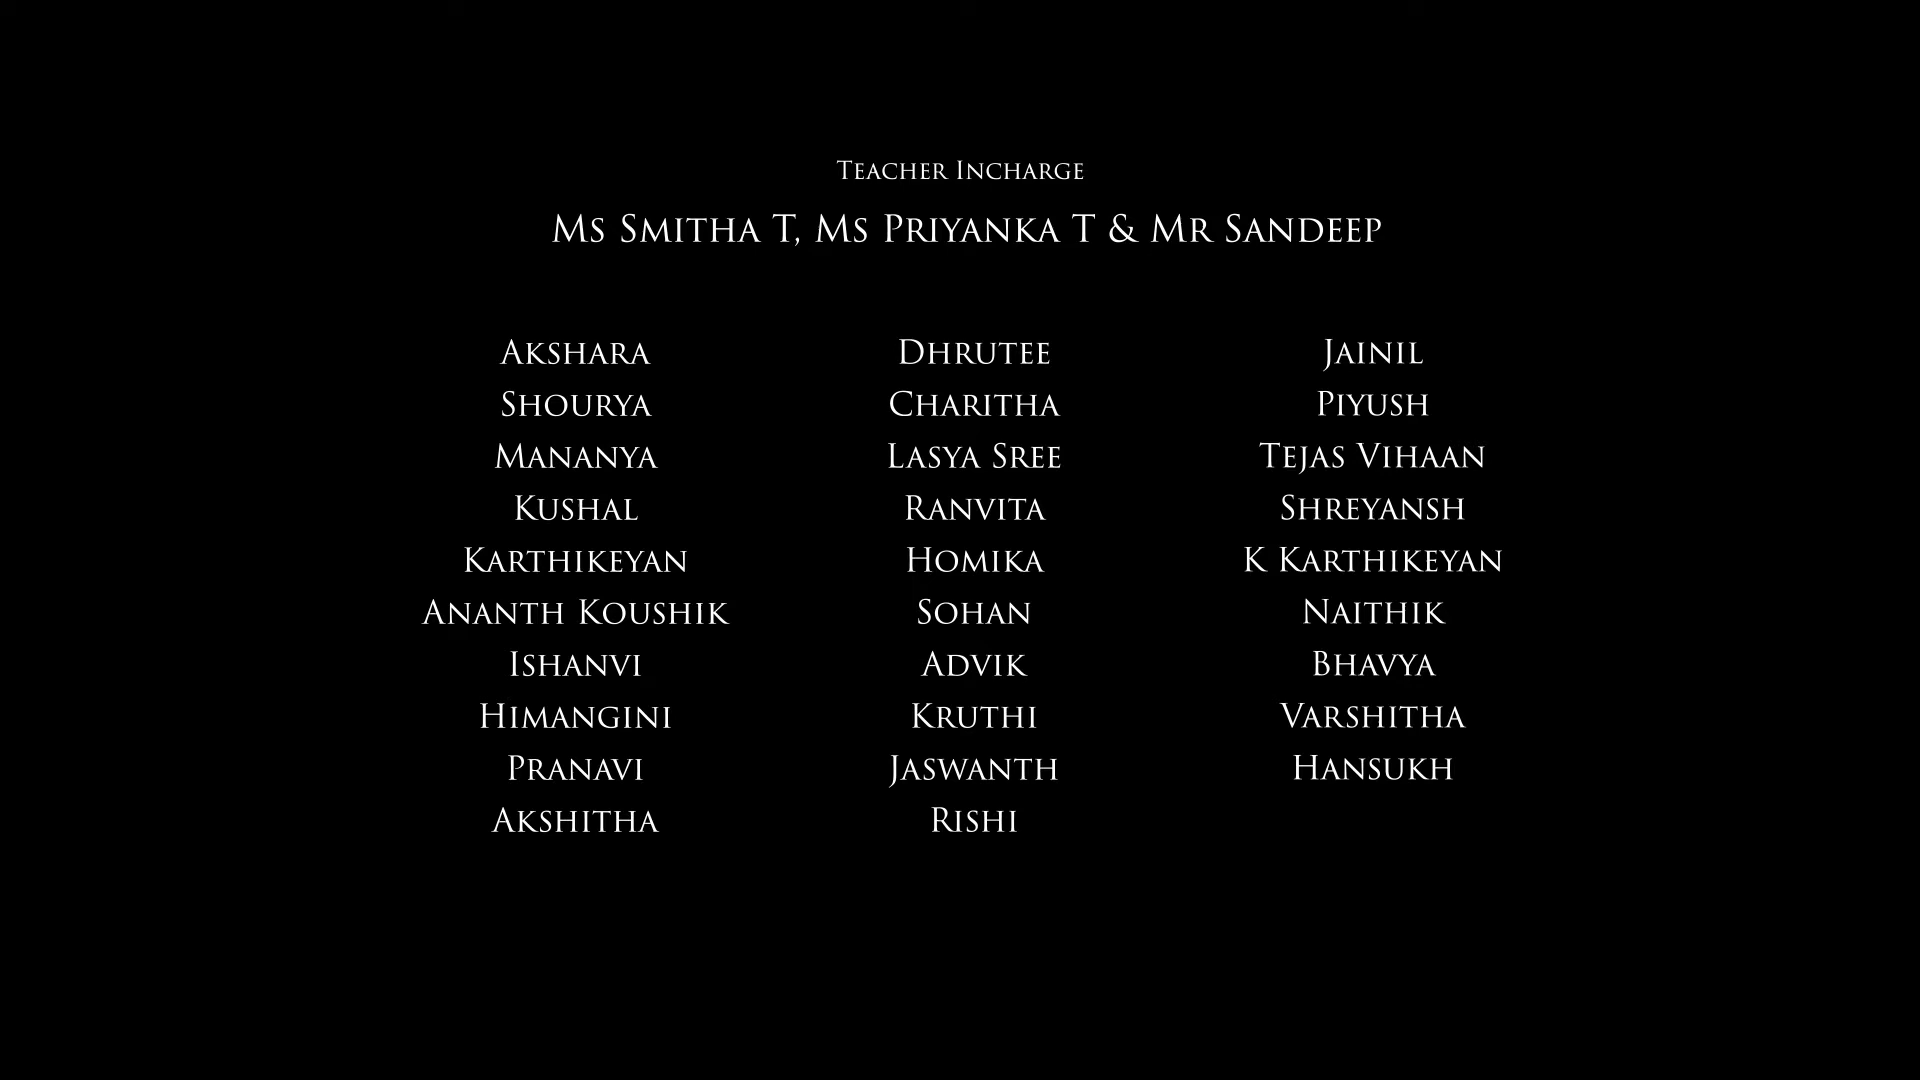 Teacher Incharge
Ms Smitha T, Ms Priyanka T & Mr Sandeep
Akshara
Shourya
Mananya
Kushal
Karthikeyan
Ananth Koushik
Ishanvi
Himangini
Pranavi
Akshitha
Dhrutee
Charitha
Lasya Sree
Ranvita
Homika
Sohan
Advik
Kruthi
Jaswanth
Rishi
Jainil
Piyush
Tejas Vihaan
Shreyansh
K Karthikeyan
Naithik
Bhavya
Varshitha
Hansukh